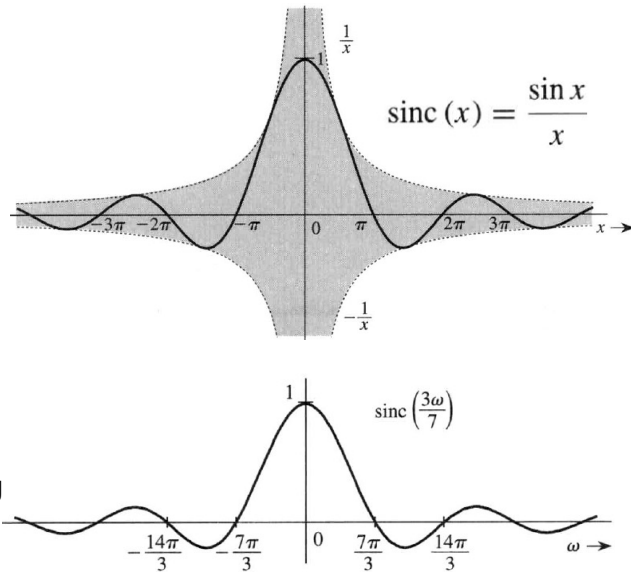 1/x
1
sinc (x) = sin x / x
−3π −2π −π 0 π 2π 3π x →
−1/x
1
sinc (3ω/7)
−14π/3 −7π/3 0 7π/3 14π/3 ω →